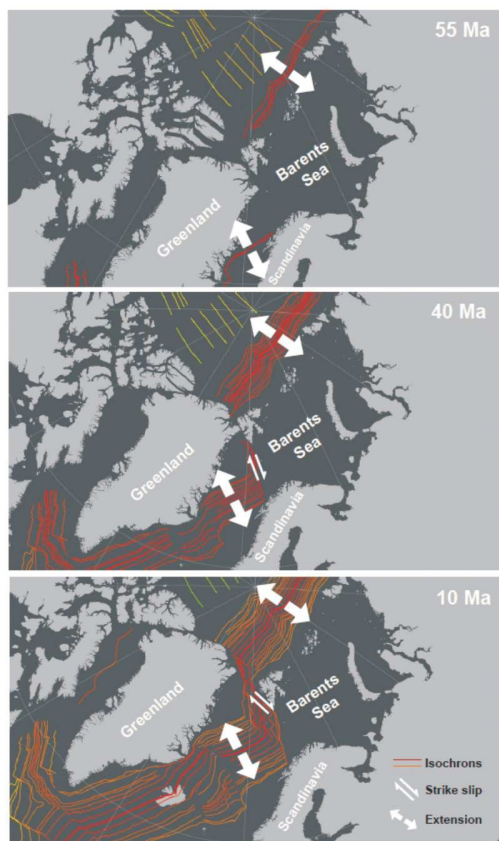 55 Ma
Barents
Sea
Greenland
Scandinavia
40 Ma
Barents
Sea
Greenland
Scandinavia
10 Ma
Barents
Sea
Greenland
Scandinavia
Isochrons
Strike slip
Extension